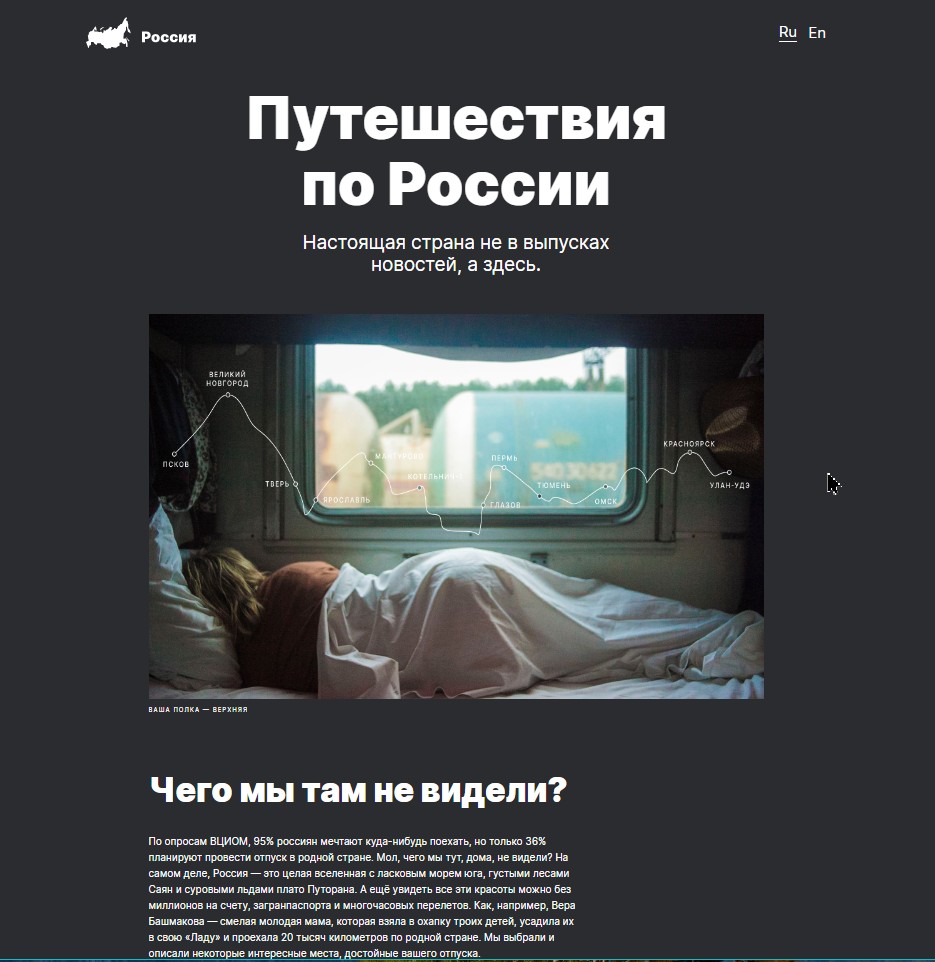 Россия
Ru En
Путешествия
по России
Настоящая страна не в выпусках
новостей, а здесь.
ВЕЛИКИЙ
НОВГОРОД
ПСКОВ
ТВЕРЬ
ЯРОСЛАВЛЬ
КОТЕЛЬНИЧ
ПЕРМЬ
ГЛАЗОВ
ТЮМЕНЬ
ОМСК
КРАСНОЯРСК
УЛАН-УДЭ
ВАША ПОЛКА — ВЕРХНЯЯ
Чего мы там не видели?
По опросам ВЦИОМ, 95% россиян мечтают куда-нибудь поехать, но только 36%
планируют провести отпуск в родной стране. Мол, чего мы тут, дома, не видели? На
самом деле, Россия — это целая вселенная с ласковым морем юга, густыми лесами
Саян и суровыми льдами плато Путорана. А ещё увидеть все эти красоты можно без
миллионов на счету, загранпаспорта и многочасовых перелетов. Как, например, Вера
Башмакова — смелая молодая мама, которая взяла в охапку троих детей, усадила их
в свою «Ладу» и проехала 20 тысяч километров по родной стране. Мы выбрали и
описали некоторые интересные места, достойные вашего отпуска.